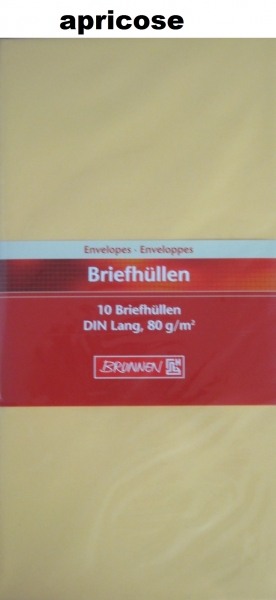 apricose
Envelopes · Enveloppes
Briefhüllen
10 Briefhüllen
DIN Lang, 80 g/m²
BRUNNEN